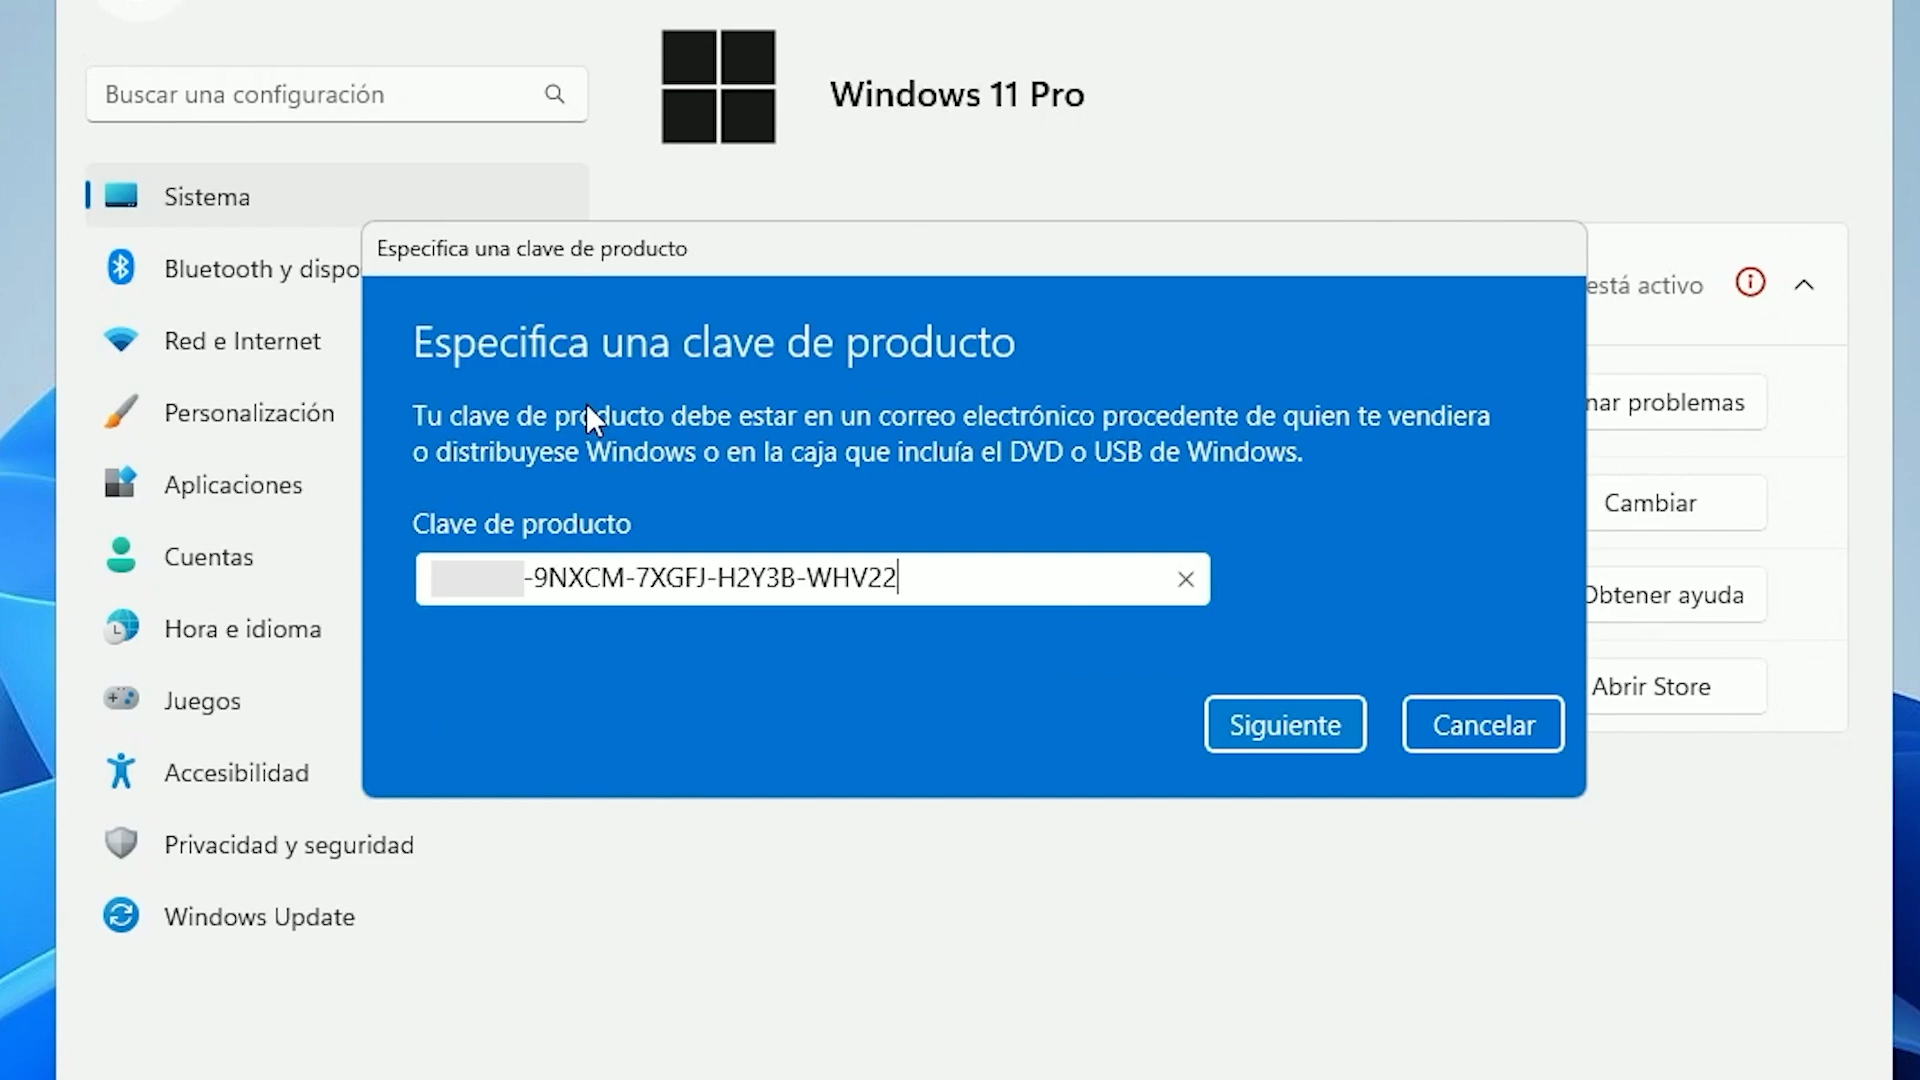 Buscar una configuración
Windows 11 Pro
Sistema
Bluetooth y dispo
Red e Internet
Personalización
Aplicaciones
Cuentas
Hora e idioma
Juegos
Accesibilidad
Privacidad y seguridad
Windows Update
Especifica una clave de producto
Especifica una clave de producto
Tu clave de producto debe estar en un correo electrónico procedente de quien te vendiera
o distribuyese Windows o en la caja que incluía el DVD o USB de Windows.
Clave de producto
-9NXCM-7XGFJ-H2Y3B-WHV22
Siguiente
Cancelar
está activo
nar problemas
Cambiar
Obtener ayuda
Abrir Store